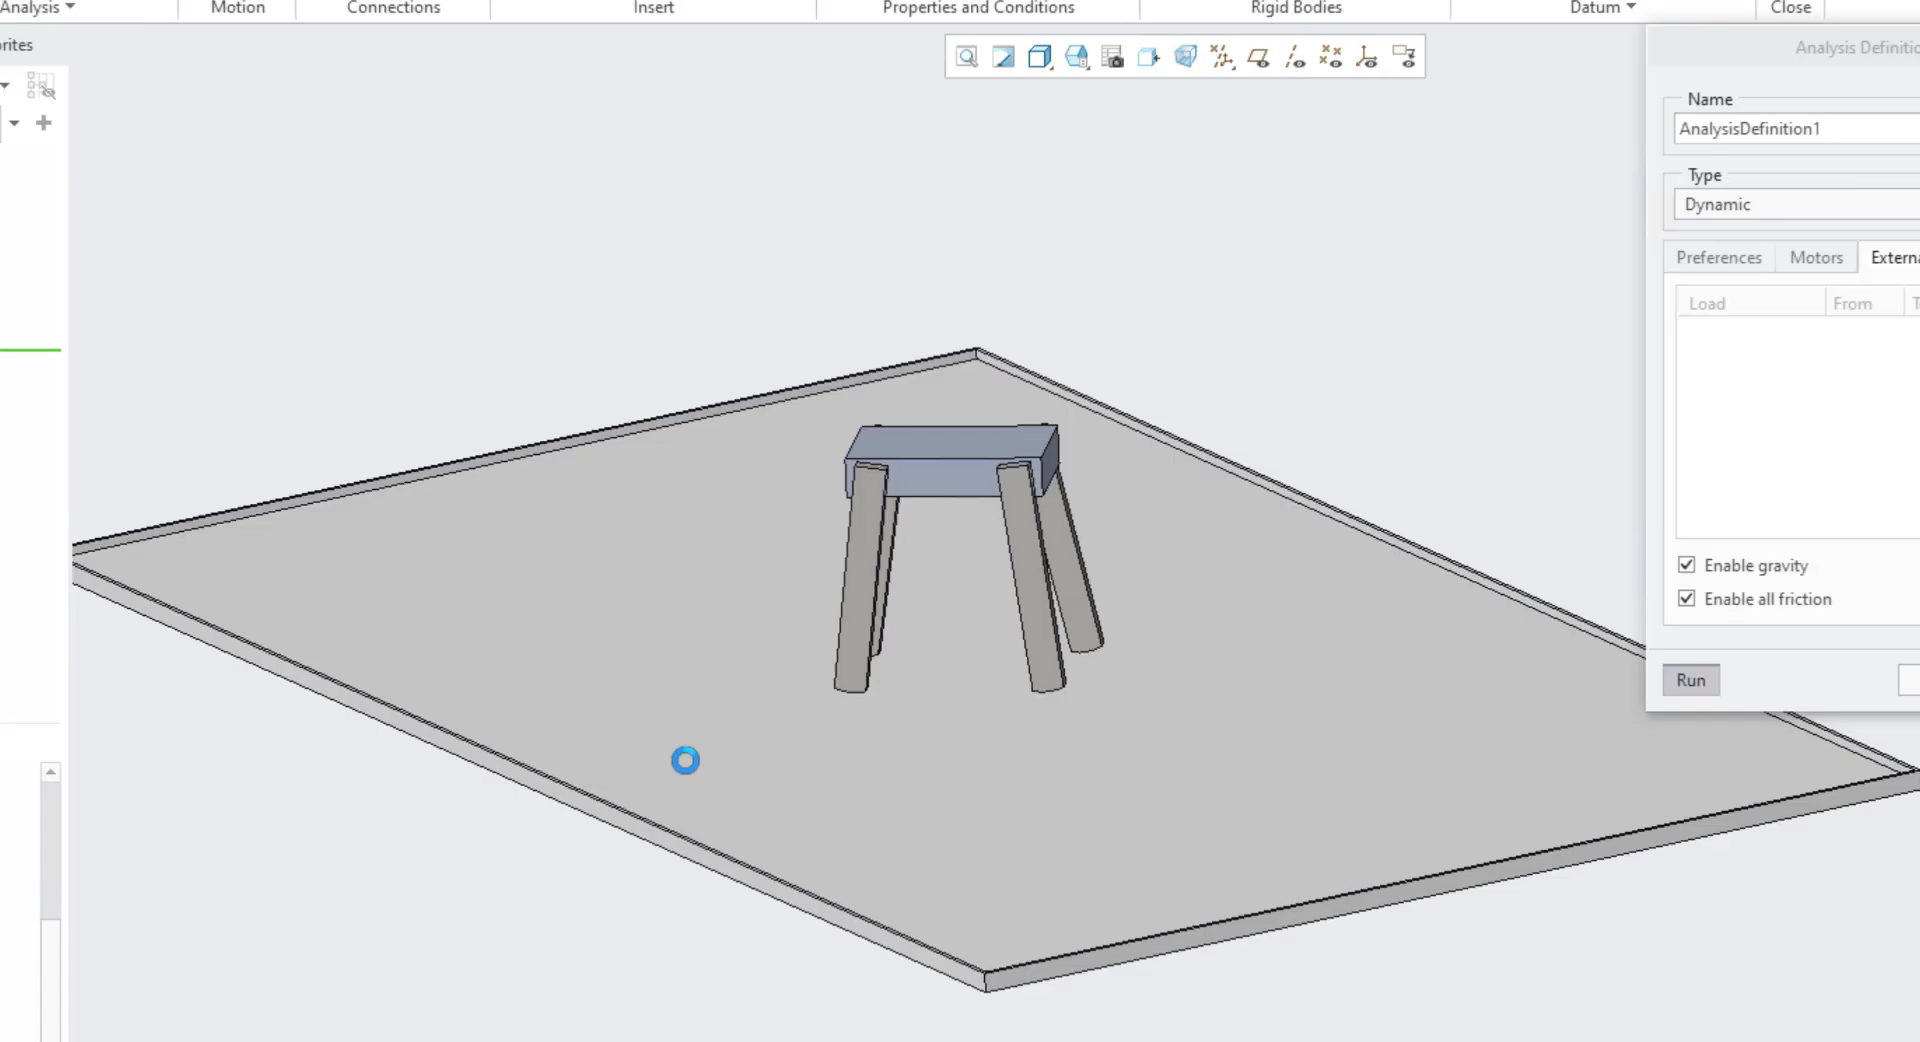 Analysis
Motion
Connections
Insert
Properties and Conditions
Rigid Bodies
Datum
Close
Name
AnalysisDefinition1
Type
Dynamic
Preferences
Motors
Load
From
Enable gravity
Enable all friction
Run